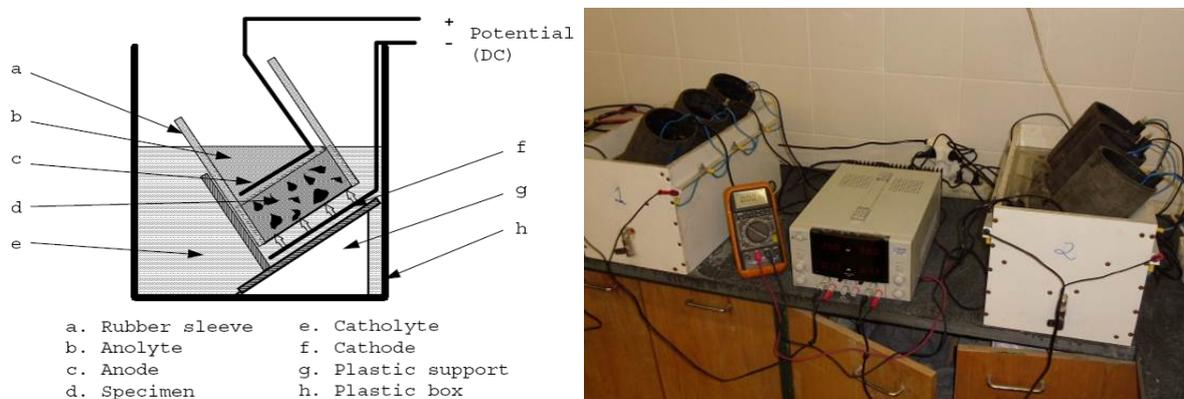 +
Potential
-
(DC)
a
b
c
d
e
f
g
h
a. Rubber sleeve
e. Catholyte
b. Anolyte
f. Cathode
c. Anode
g. Plastic support
d. Specimen
h. Plastic box
1
2